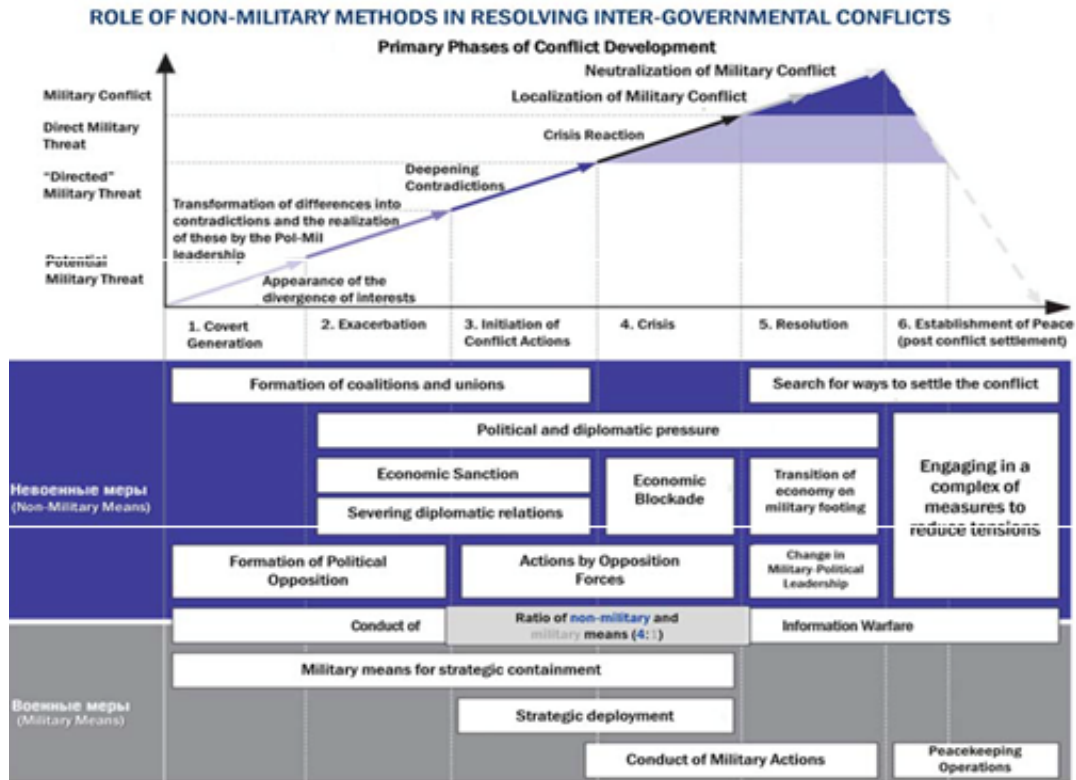 ROLE OF NON-MILITARY METHODS IN RESOLVING INTER-GOVERNMENTAL CONFLICTS
Primary Phases of Conflict Development
Neutralization of Military Conflict
Military Conflict
Localization of Military Conflict
Direct Military
Threat
Crisis Reaction
"Directed"
Military Threat
Deepening
Contradictions
Transformation of differences into
contradictions and the realization
of these by the Pol-Mil
leadership
Potential
Military Threat
Appearance of the
divergence of interests
1. Covert
Generation
2. Exacerbation
3. Initiation of
Conflict Actions
4. Crisis
5. Resolution
6. Establishment of Peace
(post conflict settlement)
Невоенные меры
(Non-Military Means)
Formation of coalitions and unions
Search for ways to settle the conflict
Political and diplomatic pressure
Economic Sanction
Economic
Blockade
Transition of
economy on
military footing
Engaging in a
complex of
measures to
reduce tensions
Severing diplomatic relations
Formation of Political
Opposition
Actions by Opposition
Forces
Change in
Military-Political
Leadership
Conduct of
Ratio of non-military and
military means (4:1)
Information Warfare
Военные меры
(Military Means)
Military means for strategic containment
Strategic deployment
Conduct of Military Actions
Peacekeeping
Operations